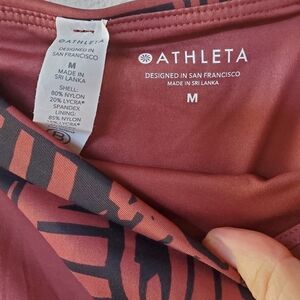 ATHLETA
DESIGNED IN
SAN FRANCISCO
M
MADE IN
SRI LANKA
SHELL:
80% NYLON
20% LYCRA®
SPANDEX
LINING:
85% NYLON
ATHLETA
DESIGNED IN SAN FRANCISCO
MADE IN SRI LANKA
M